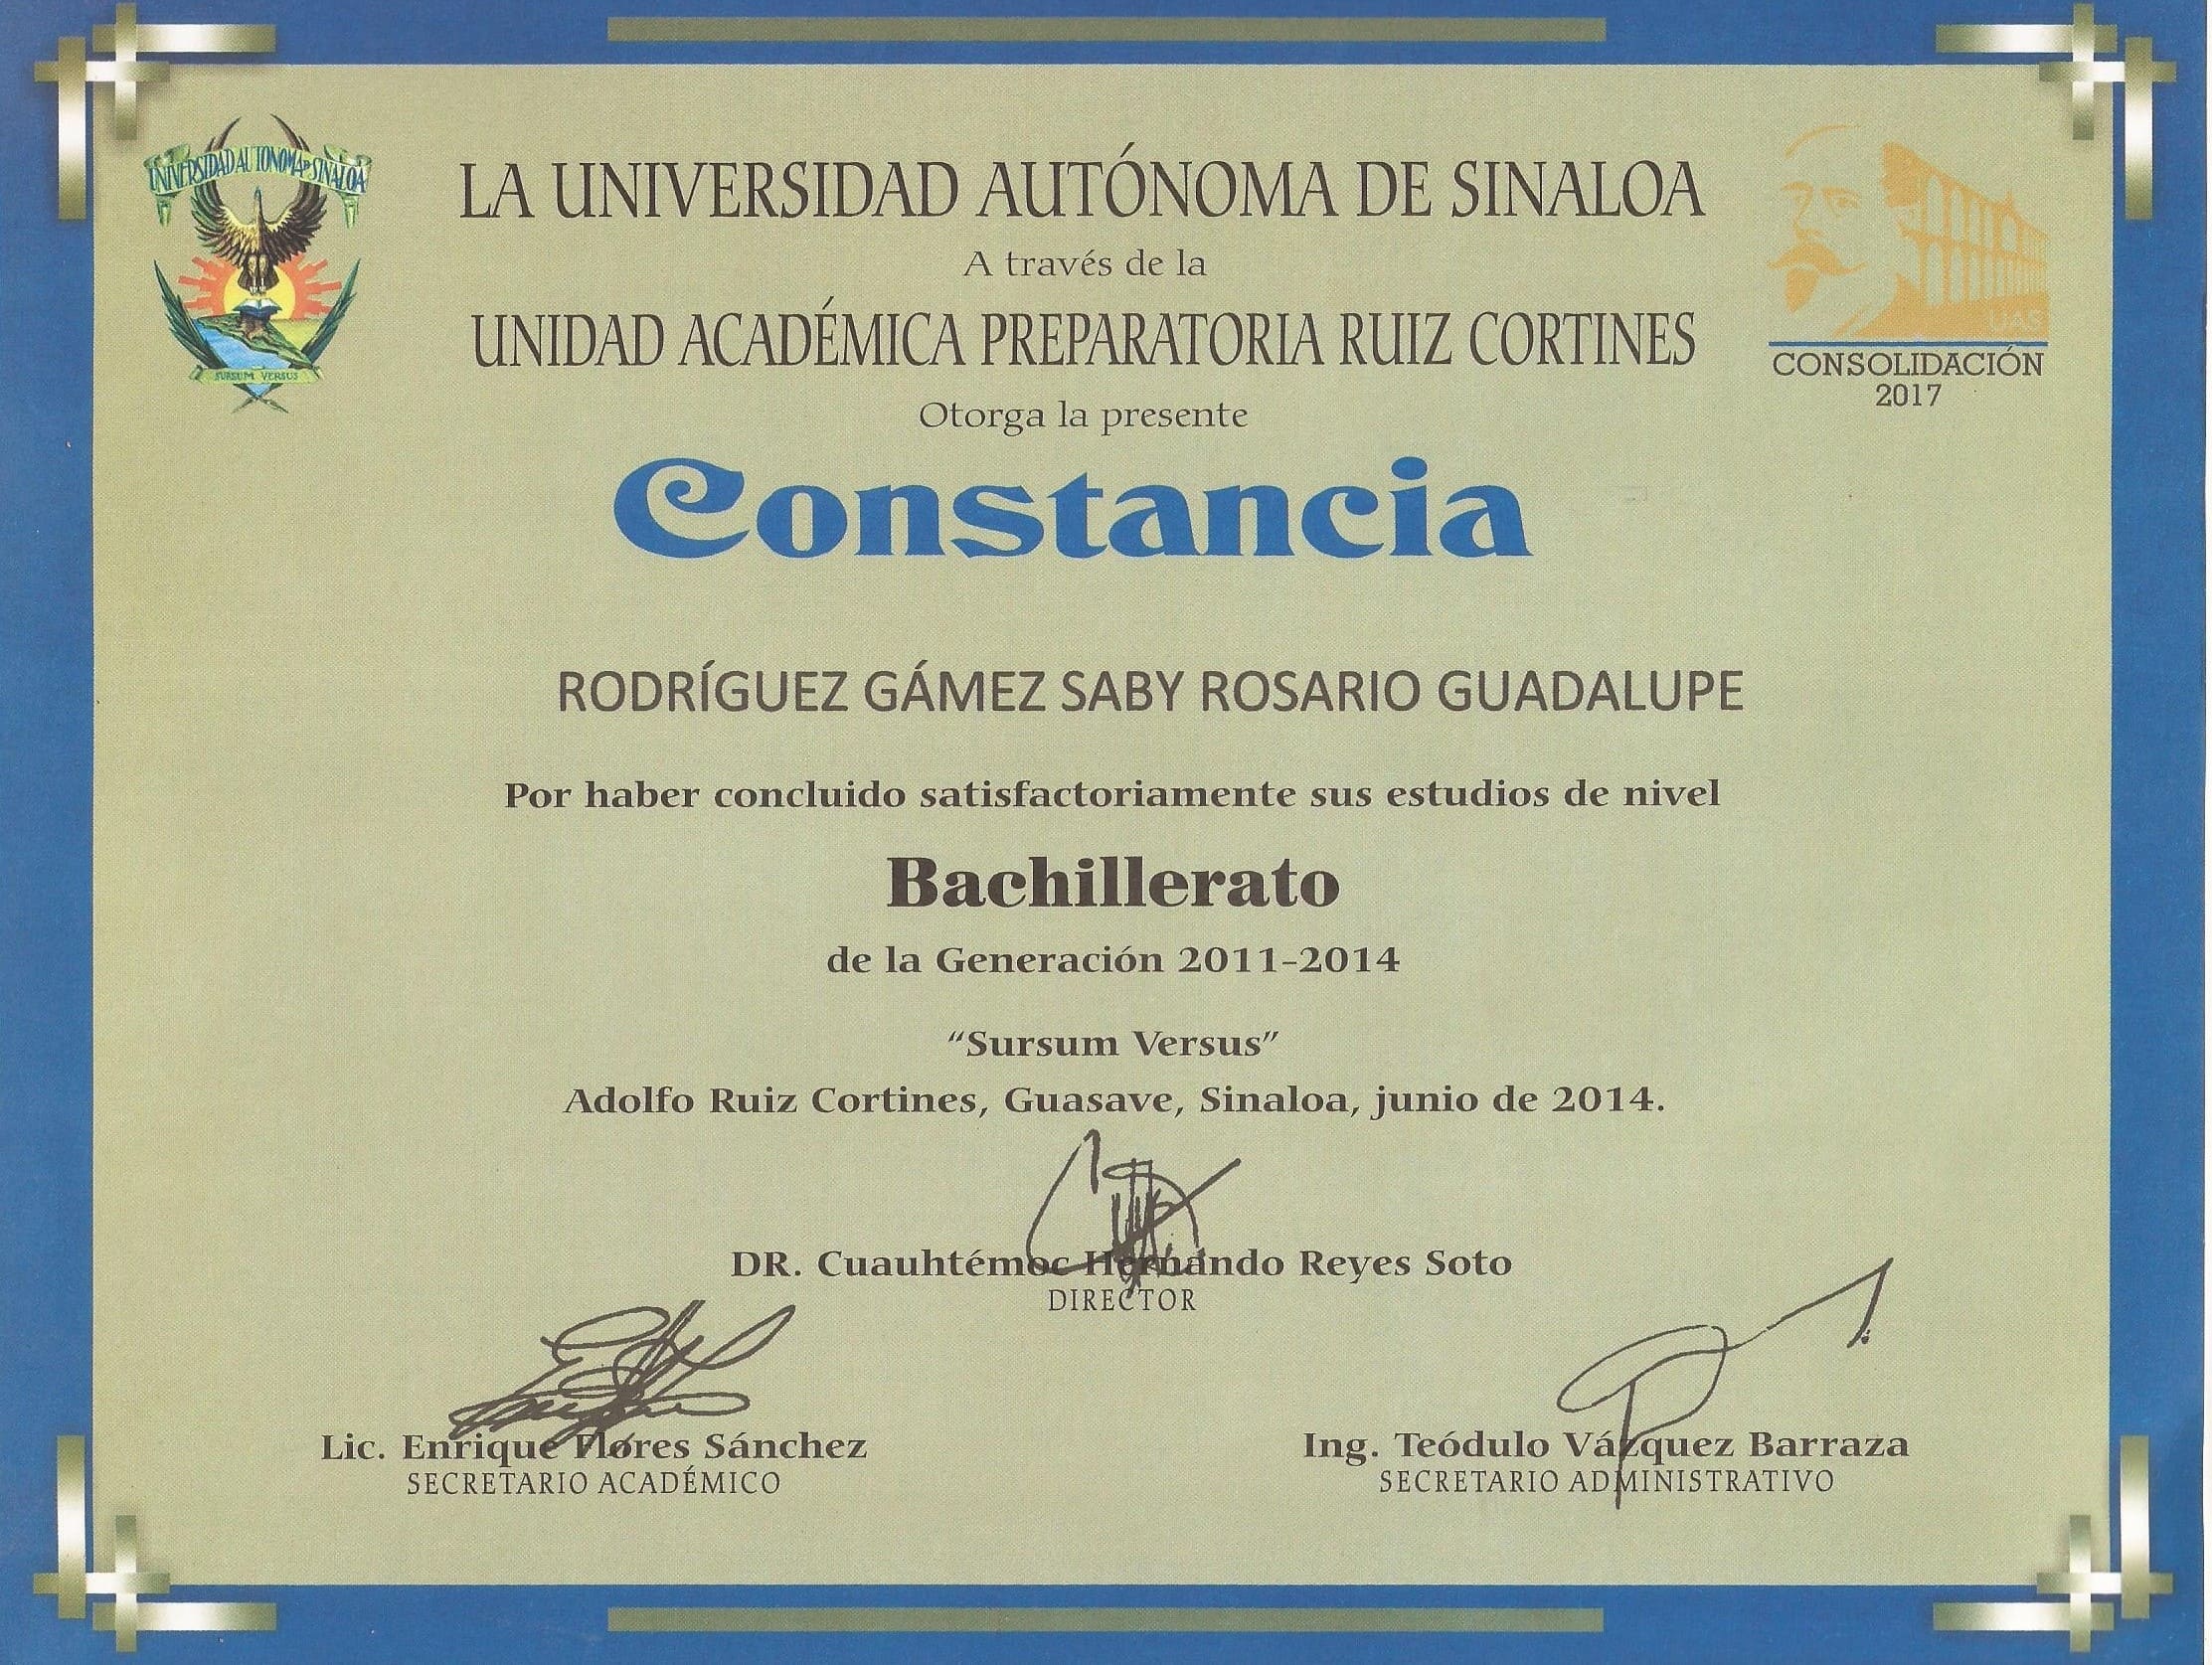 UNIVERSIDAD AUTONOMA DE SINALOA
SURSUM VERSUS
LA UNIVERSIDAD AUTÓNOMA DE SINALOA
A través de la
UNIDAD ACADÉMICA PREPARATORIA RUIZ CORTINES
Otorga la presente
UAS
CONSOLIDACIÓN
2017
Constancia
RODRÍGUEZ GÁMEZ SABY ROSARIO GUADALUPE
Por haber concluido satisfactoriamente sus estudios de nivel
Bachillerato
de la Generación 2011-2014
“Sursum Versus”
Adolfo Ruiz Cortines, Guasave, Sinaloa, junio de 2014.
DR. Cuauhtémoc Hernando Reyes Soto
DIRECTOR
Lic. Enrique Flores Sánchez
SECRETARIO ACADÉMICO
Ing. Teódulo Vázquez Barraza
SECRETARIO ADMINISTRATIVO